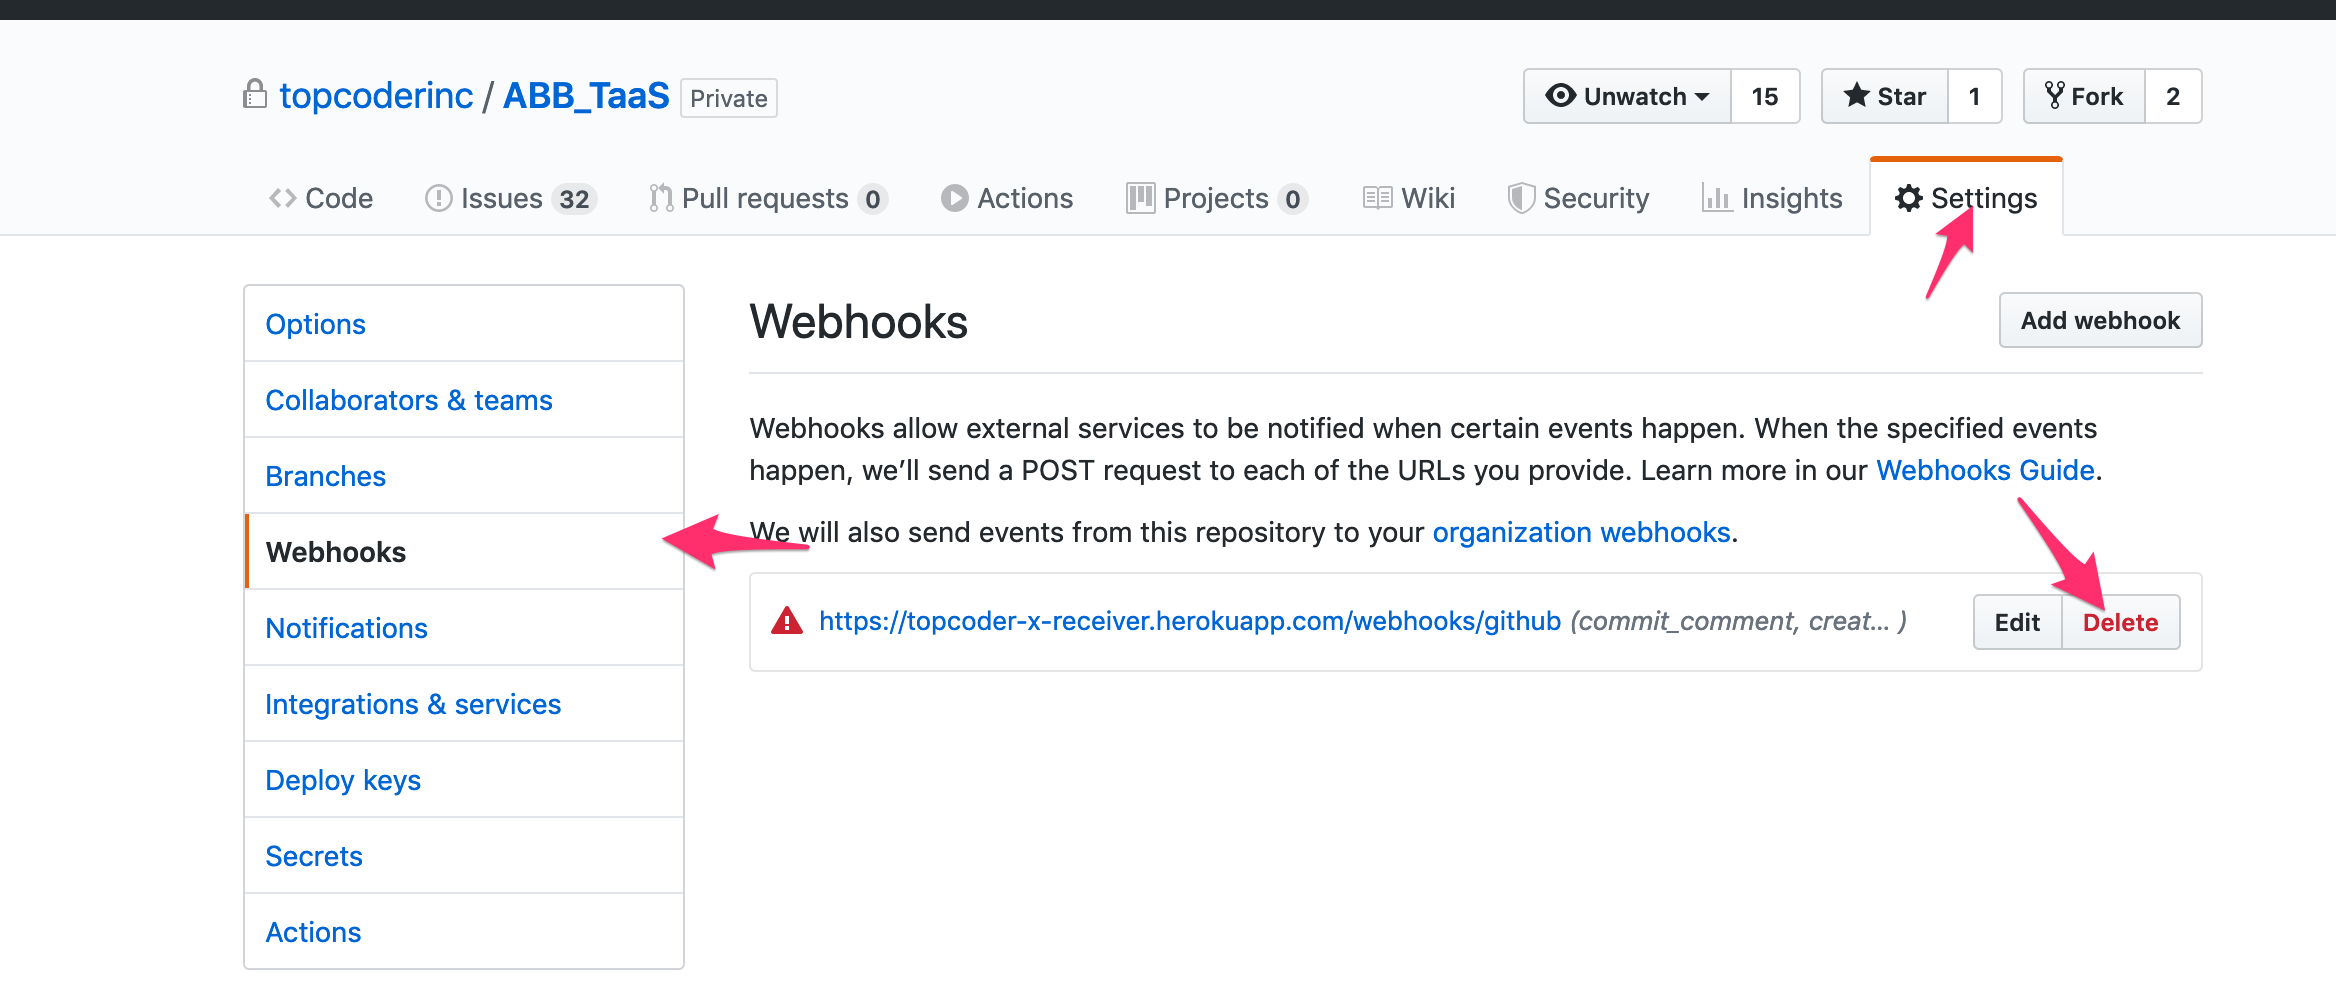 topcoderinc / ABB_TaaS Private Unwatch 15 Star 1 Fork 2
Code Issues 32 Pull requests 0 Actions Projects 0 Wiki Security Insights Settings
Options
Collaborators & teams
Branches
Webhooks
Notifications
Integrations & services
Deploy keys
Secrets
Actions
Webhooks Add webhook
Webhooks allow external services to be notified when certain events happen. When the specified events
happen, we’ll send a POST request to each of the URLs you provide. Learn more in our Webhooks Guide.
We will also send events from this repository to your organization webhooks.
https://topcoder-x-receiver.herokuapp.com/webhooks/github (commit_comment, creat... ) Edit Delete